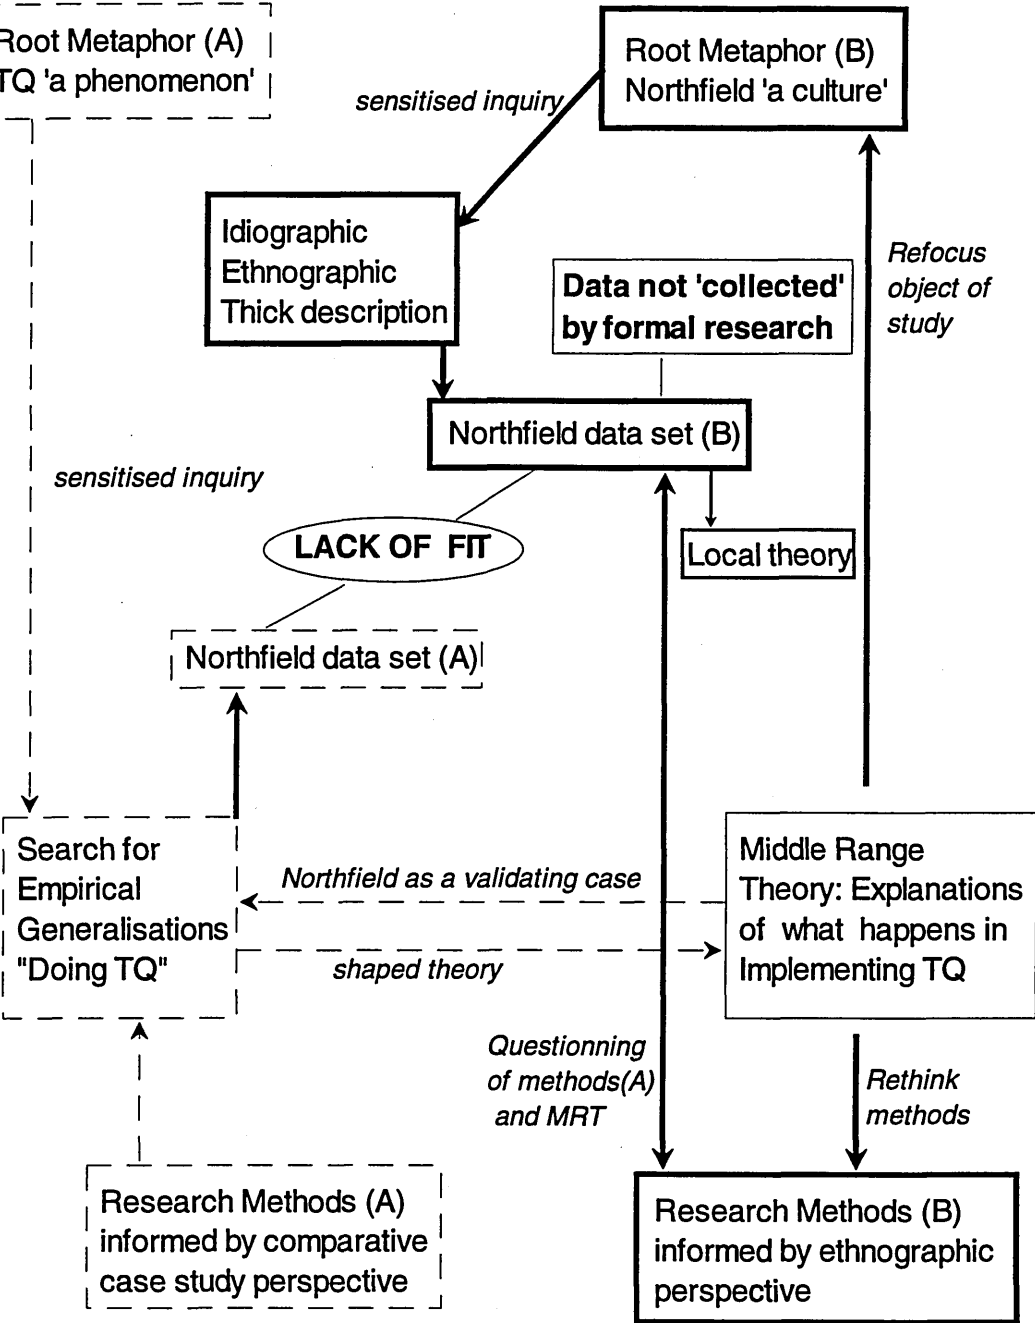 Root Metaphor (A)
TQ 'a phenomenon'
Root Metaphor (B)
Northfield 'a culture'
sensitised inquiry
Idiographic
Ethnographic
Thick description
Refocus
object of
study
Data not 'collected'
by formal research
Northfield data set (B)
sensitised inquiry
LACK OF FIT
Local theory
Northfield data set (A)
Search for
Empirical
Generalisations
"Doing TQ"
Northfield as a validating case
shaped theory
Middle Range
Theory: Explanations
of what happens in
Implementing TQ
Questionning
of methods(A)
and MRT
Rethink
methods
Research Methods (A)
informed by comparative
case study perspective
Research Methods (B)
informed by ethnographic
perspective